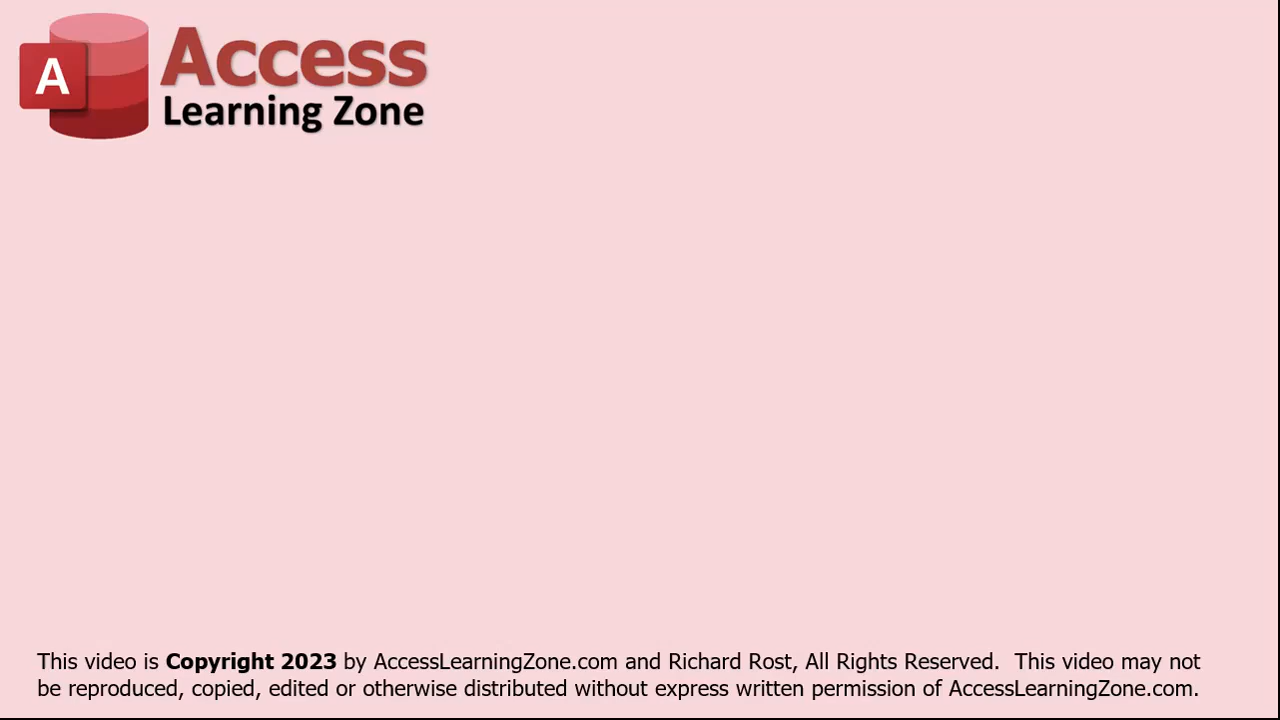 A
Access
Learning Zone
This video is Copyright 2023 by AccessLearningZone.com and Richard Rost, All Rights Reserved.  This video may not
be reproduced, copied, edited or otherwise distributed without express written permission of AccessLearningZone.com.